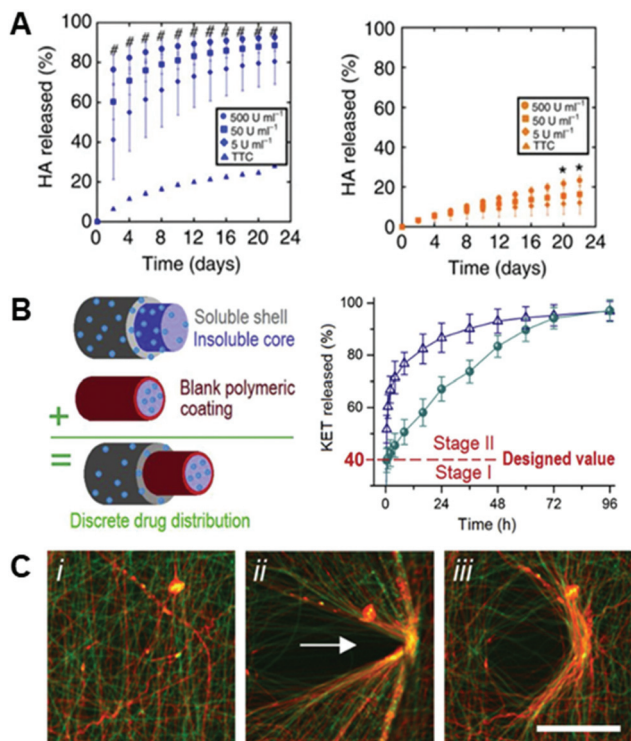 A
HA released (%)
100
80
60
40
20
0
# # # # # # # # # # #
500 U ml⁻¹
50 U ml⁻¹
5 U ml⁻¹
TTC
0 4 8 12 16 20 24
Time (days)
HA released (%)
100
80
60
40
20
0
500 U ml⁻¹
50 U ml⁻¹
5 U ml⁻¹
TTC
★ ★
0 4 8 12 16 20 24
Time (days)
B
Soluble shell
Insoluble core
+
Blank polymeric
coating
=
Discrete drug distribution
KET released (%)
100
80
60
40
Stage II
Stage I
Designed value
0 24 48 72 96
Time (h)
C
i
ii
iii